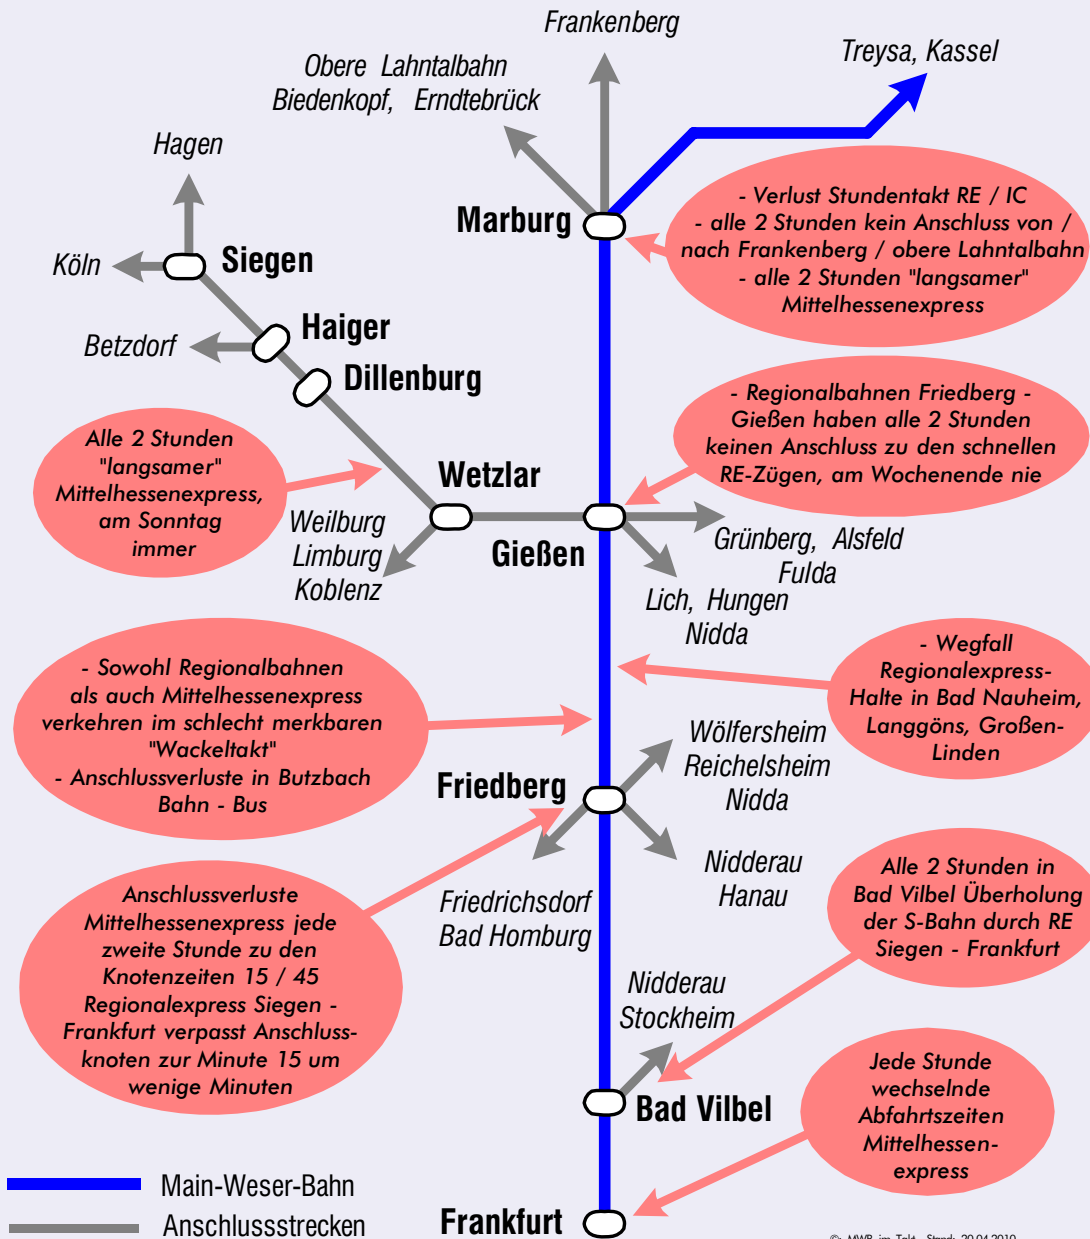 Frankenberg
Treysa, Kassel
Obere Lahntalbahn
Biedenkopf, Erndtebrück
Hagen
- Verlust Stundentakt RE / IC
- alle 2 Stunden kein Anschluss von /
nach Frankenberg / obere Lahntalbahn
- alle 2 Stunden "langsamer"
Mittelhessenexpress
Marburg
Köln
Siegen
Haiger
Betzdorf
Dillenburg
- Regionalbahnen Friedberg -
Gießen haben alle 2 Stunden
keinen Anschluss zu den schnellen
RE-Zügen, am Wochenende nie
Alle 2 Stunden
"langsamer"
Mittelhessenexpress,
am Sonntag
immer
Wetzlar
Weilburg
Limburg
Koblenz
Gießen
Grünberg, Alsfeld
Fulda
Lich, Hungen
Nidda
- Wegfall
Regionalexpress-
Halte in Bad Nauheim,
Langgöns, Großen-
Linden
- Sowohl Regionalbahnen
als auch Mittelhessenexpress
verkehren im schlecht merkbaren
"Wackeltakt"
- Anschlussverluste in Butzbach
Bahn - Bus
Wölfersheim
Reichelsheim
Nidda
Friedberg
Nidderau
Hanau
Friedrichsdorf
Bad Homburg
Alle 2 Stunden in
Bad Vilbel Überholung
der S-Bahn durch RE
Siegen - Frankfurt
Anschlussverluste
Mittelhessenexpress jede
zweite Stunde zu den
Knotenzeiten 15 / 45
Regionalexpress Siegen -
Frankfurt verpasst Anschluss-
knoten zur Minute 15 um
wenige Minuten
Nidderau
Stockheim
Bad Vilbel
Jede Stunde
wechselnde
Abfahrtszeiten
Mittelhessen-
express
Main-Weser-Bahn
Anschlussstrecken
Frankfurt
©: MWB im Takt, Stand: 20.04.2010